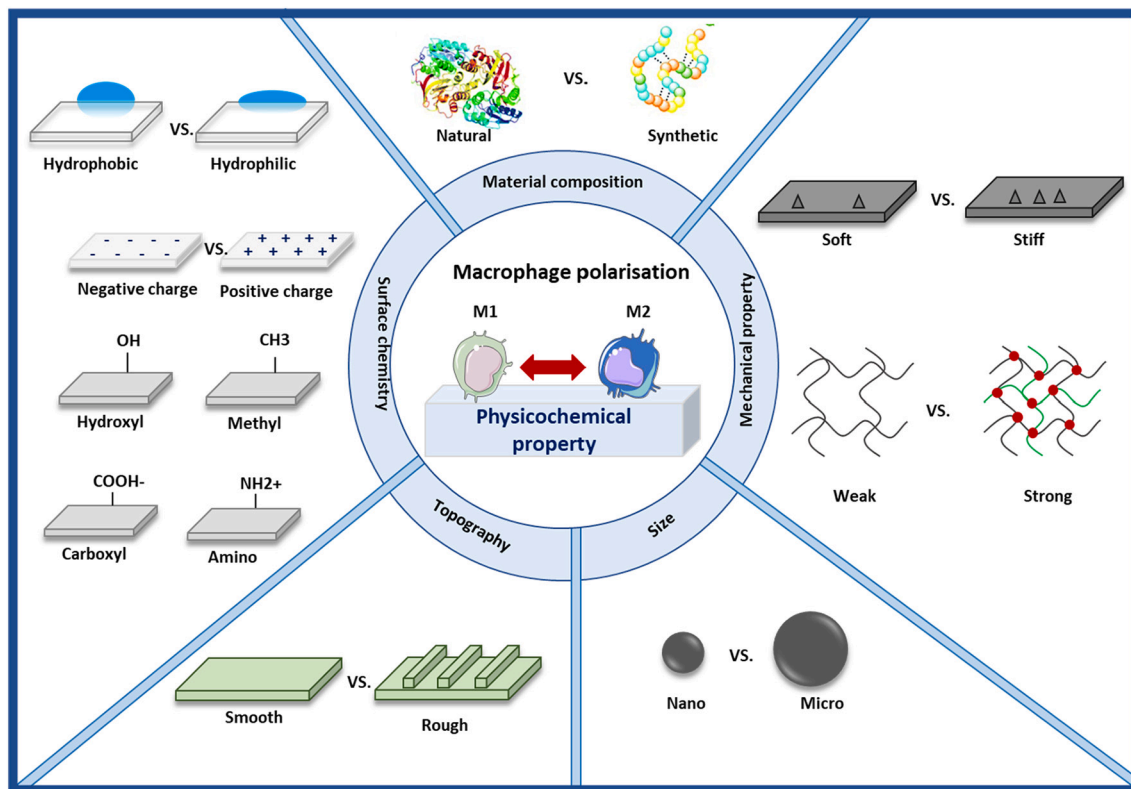 VS.
Natural
Synthetic
Material composition
Hydrophobic
VS.
Hydrophilic
- - - -
- - - -
VS.
+ + + +
+ + + +
Negative charge
Positive charge
OH
CH3
Hydroxyl
Methyl
COOH-
NH2+
Carboxyl
Amino
Surface chemistry
Macrophage polarisation
M1
M2
Physicochemical
property
Mechanical property
VS.
Soft
Stiff
VS.
Weak
Strong
Topography
Size
VS.
Smooth
Rough
VS.
Nano
Micro